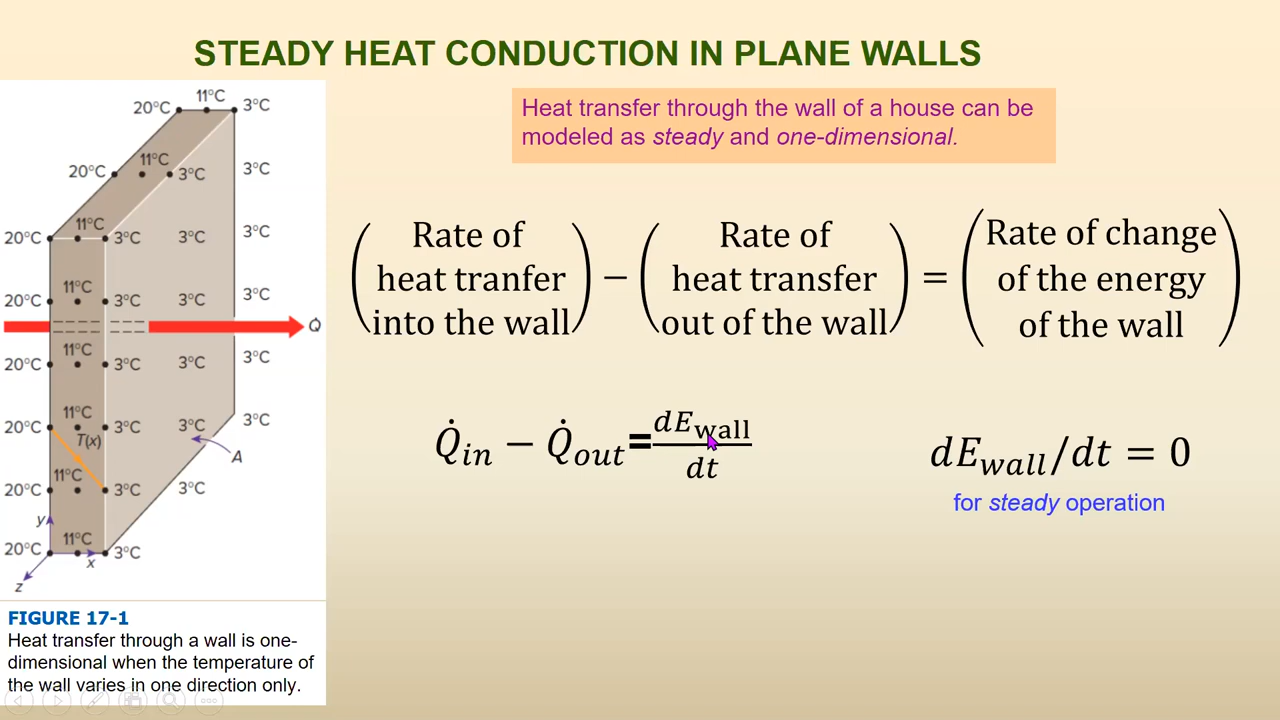 STEADY HEAT CONDUCTION IN PLANE WALLS
Heat transfer through the wall of a house can be
modeled as steady and one-dimensional.
20°C 11°C 3°C
20°C 11°C 3°C 3°C
20°C 11°C 3°C 3°C 3°C
20°C 11°C 3°C 3°C 3°C
Q̇
20°C 11°C 3°C 3°C 3°C
20°C 11°C 3°C 3°C 3°C
T(x)
A
20°C 11°C 3°C 3°C
y
20°C 11°C 3°C
x
z
FIGURE 17-1
Heat transfer through a wall is one-
dimensional when the temperature of
the wall varies in one direction only.
(Rate of heat tranfer into the wall) − (Rate of heat transfer out of the wall) = (Rate of change of the energy of the wall)
Q̇in − Q̇out=dEwall/dt
dEwall/dt = 0
for steady operation